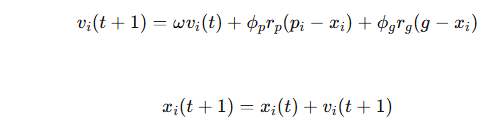 v_i(t + 1) = ωv_i(t) + ϕ_p r_p(p_i − x_i) + ϕ_g r_g(g − x_i)
x_i(t + 1) = x_i(t) + v_i(t + 1)